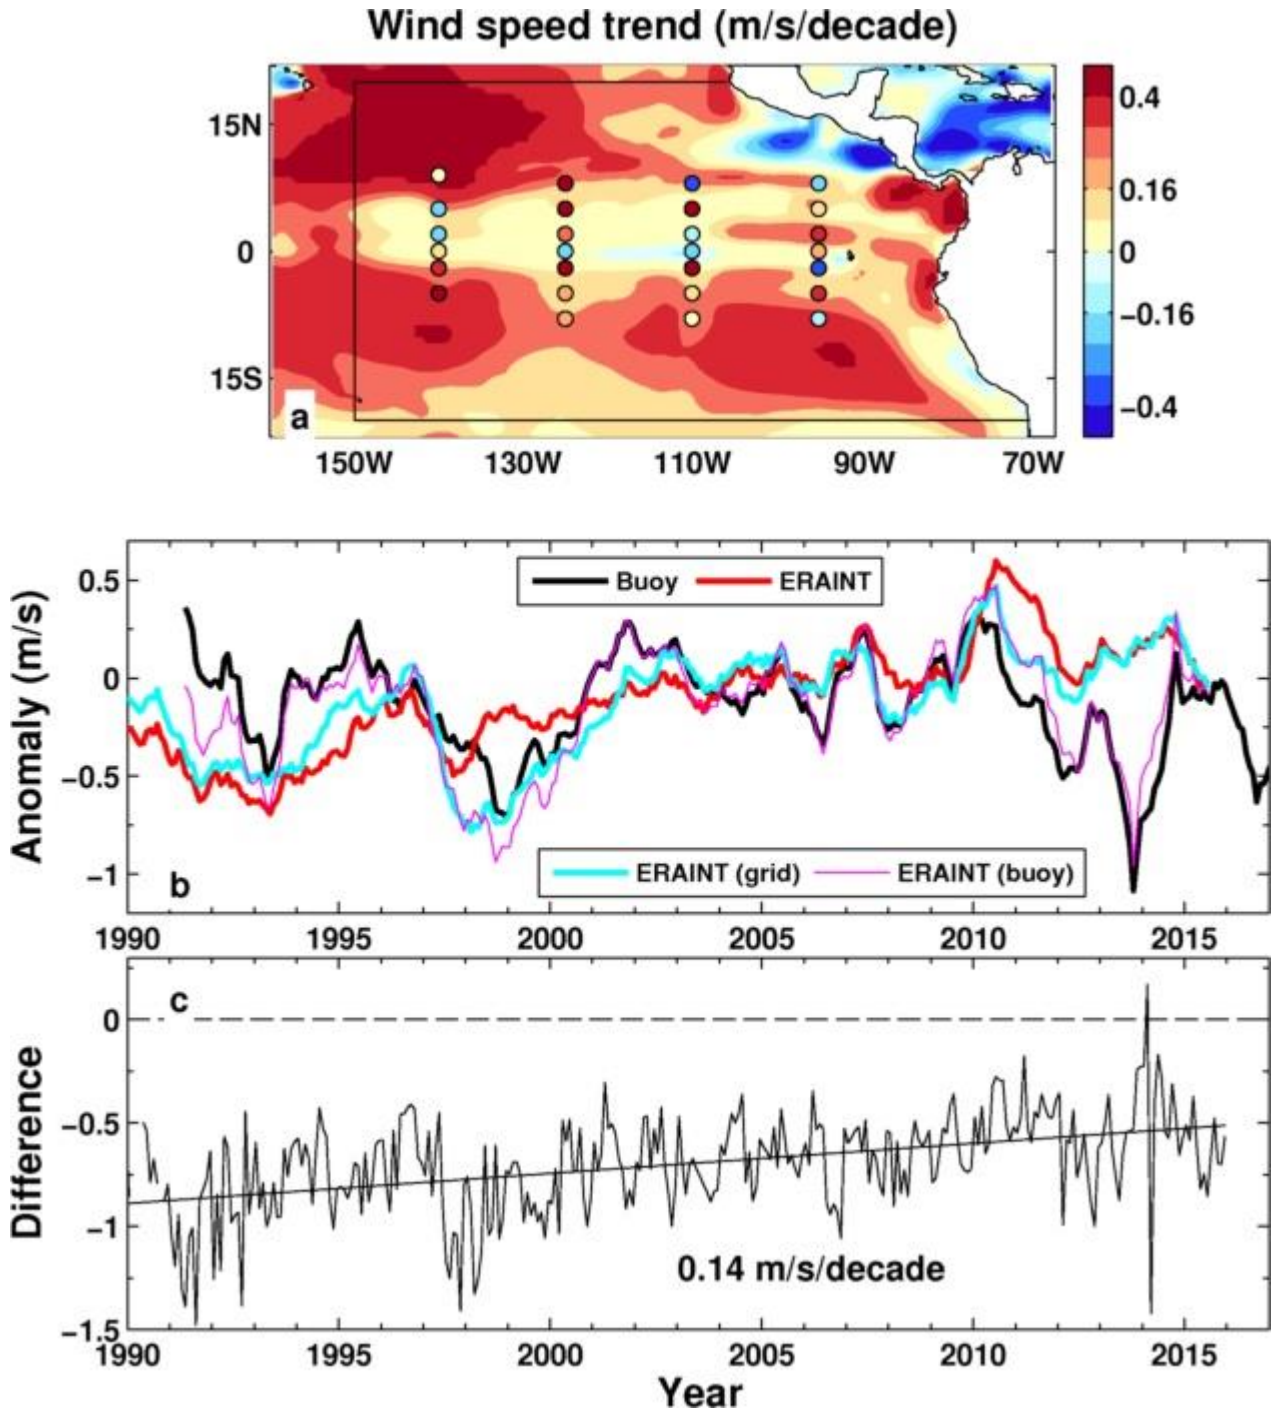 Wind speed trend (m/s/decade)
15N
0
15S
a
150W 130W 110W 90W 70W
0.4
0.16
0
−0.16
−0.4
Anomaly (m/s)
0.5
0
−0.5
−1
Buoy ERAINT
ERAINT (grid) ERAINT (buoy)
b
1990 1995 2000 2005 2010 2015
Difference
0
−0.5
−1
−1.5
c
0.14 m/s/decade
1990 1995 2000 2005 2010 2015
Year